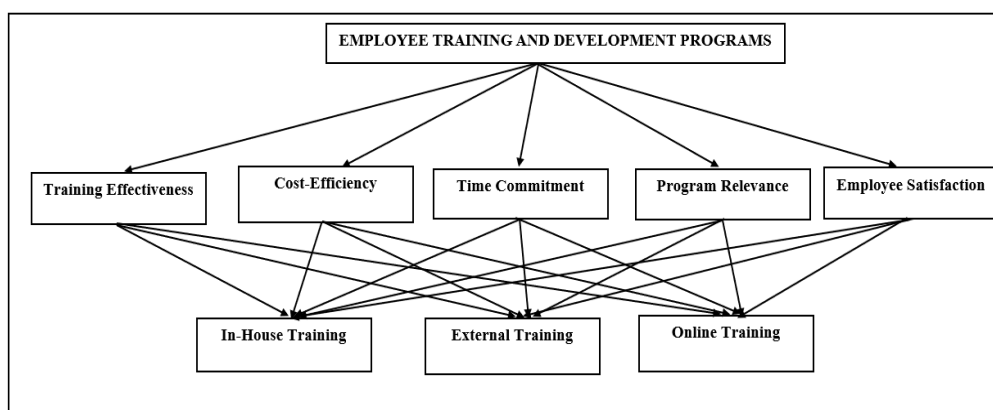 EMPLOYEE TRAINING AND DEVELOPMENT PROGRAMS
Training Effectiveness
Cost-Efficiency
Time Commitment
Program Relevance
Employee Satisfaction
In-House Training
External Training
Online Training